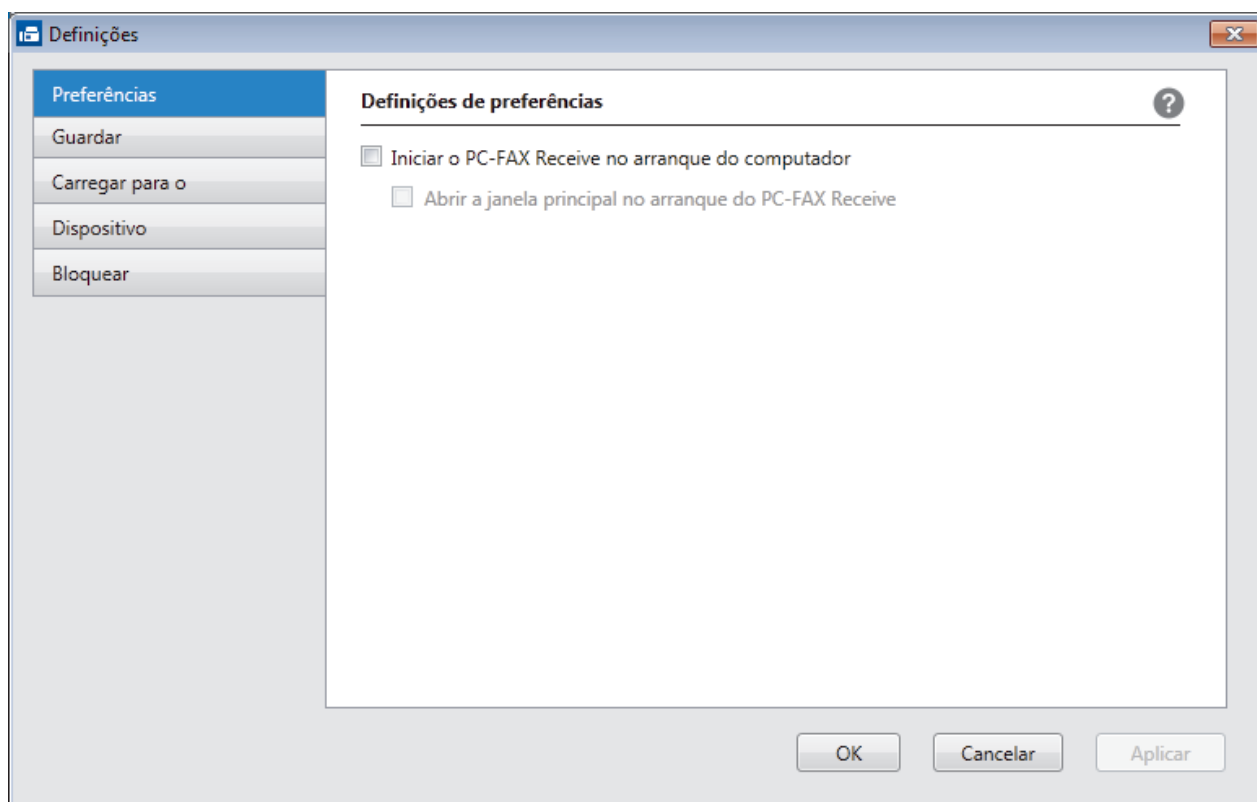 Definições
Preferências
Guardar
Carregar para o
Dispositivo
Bloquear
Definições de preferências
?
Iniciar o PC-FAX Receive no arranque do computador
Abrir a janela principal no arranque do PC-FAX Receive
OK
Cancelar
Aplicar